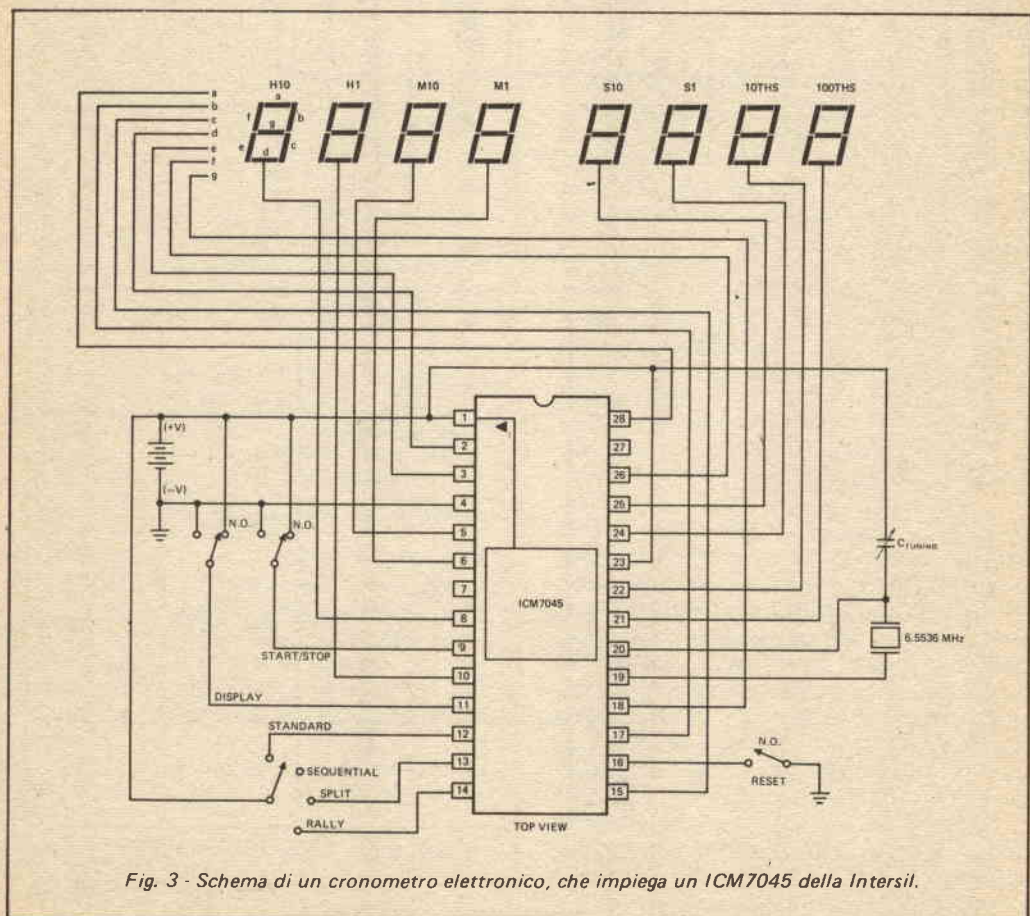 H10 H1 M10 M1 S10 S1 10THS 100THS
a
b
c
d
e
f
g
a
f b
g
e c
d
(+V)
(–V)
N.O. N.O.
START/STOP
DISPLAY
STANDARD
SEQUENTIAL
SPLIT
RALLY
1 28
2 27
3 26
4 25
5 24
6 23
7 22
8 21
9 20
10 19
11 18
12 17
13 16
14 15
ICM7045
TOP VIEW
C TUNING
6.5536 MHz
N.O.
RESET
Fig. 3 - Schema di un cronometro elettronico, che impiega un ICM7045 della Intersil.